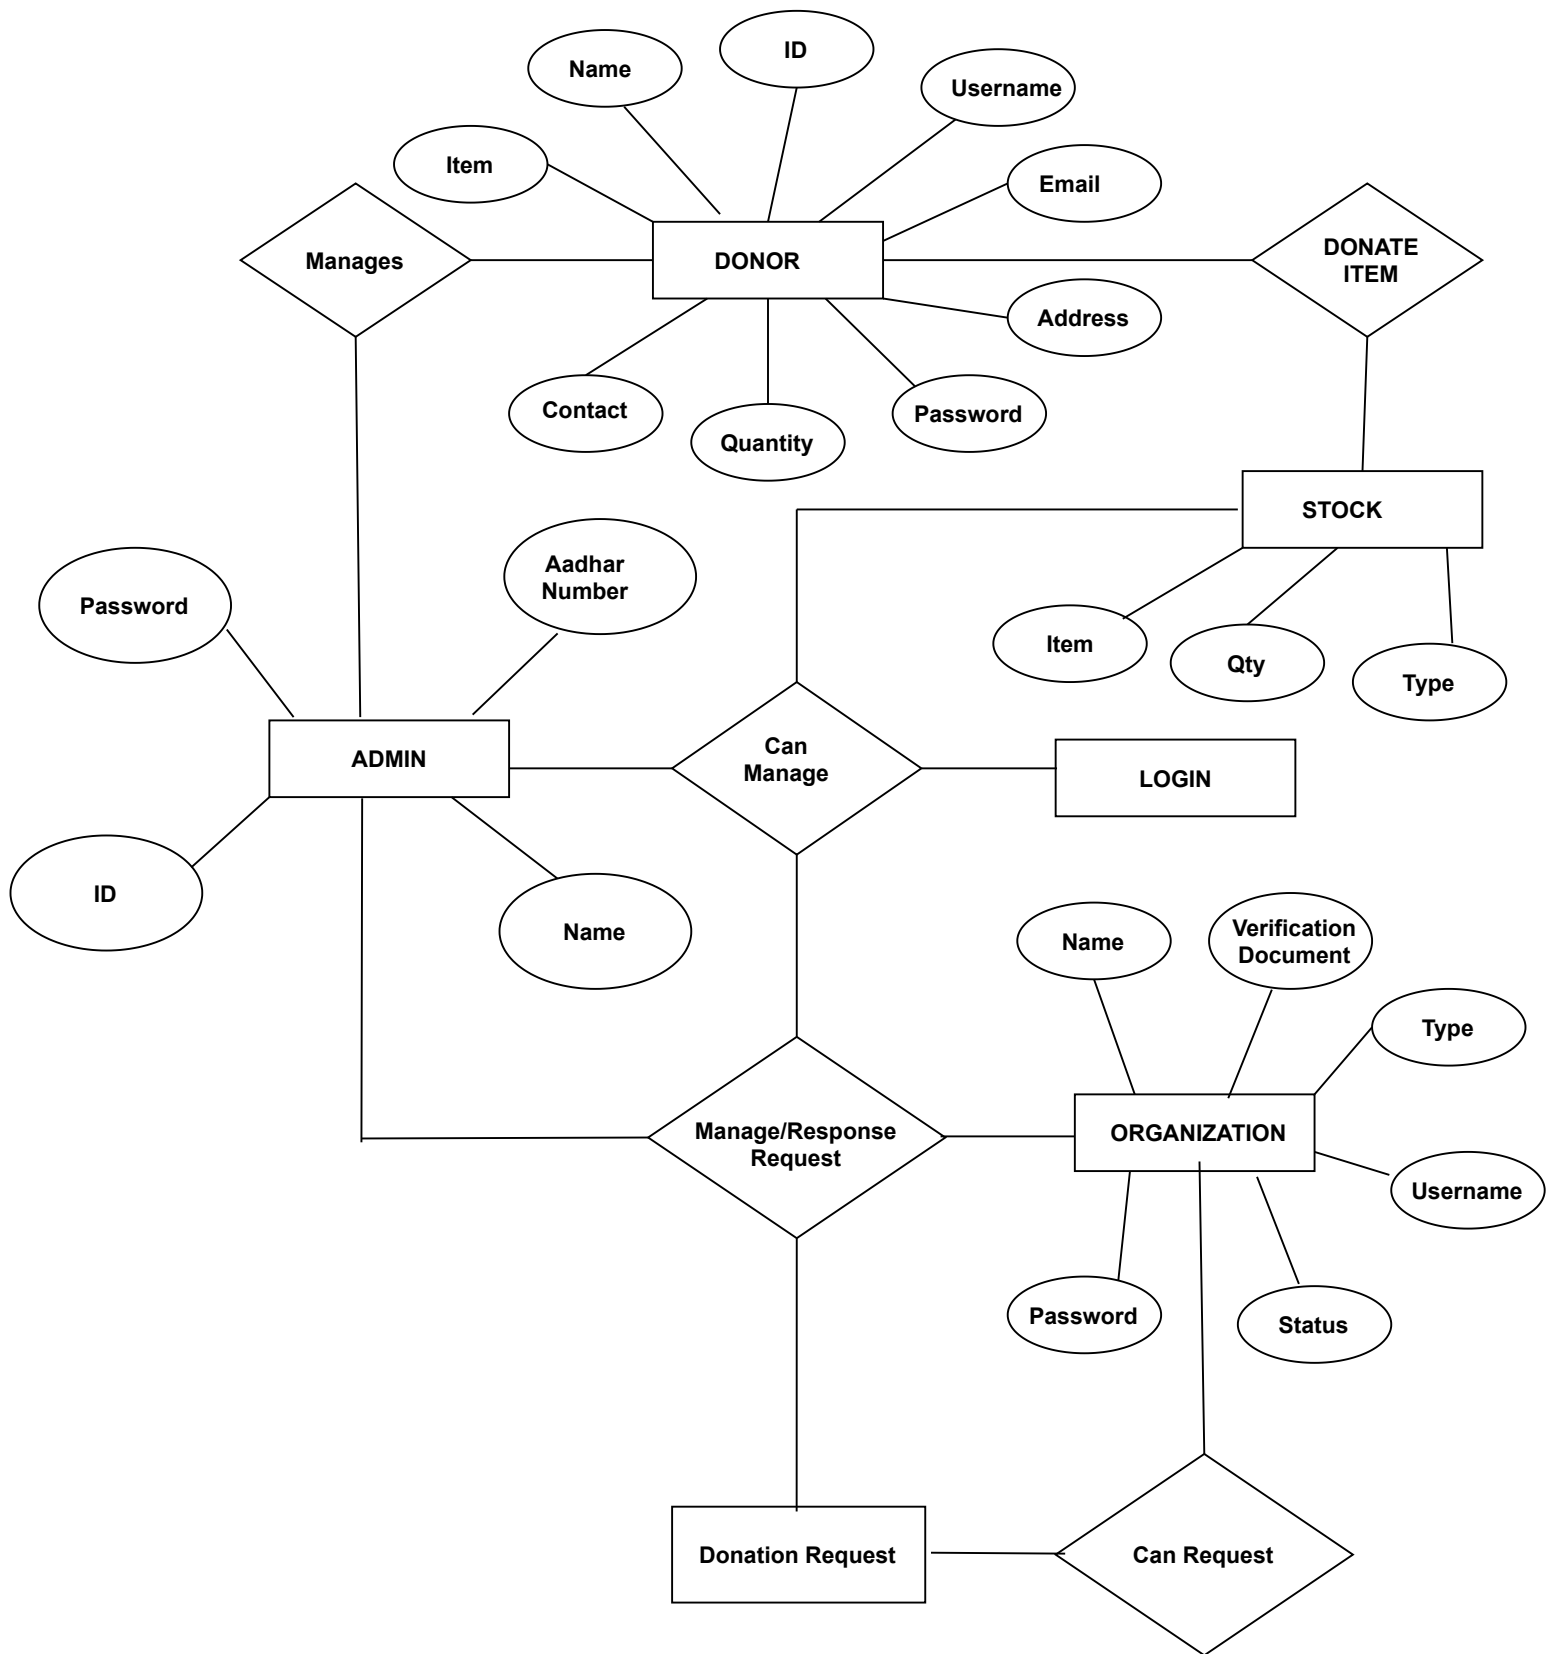 ID
Name
Username
Item
Email
Manages
DONOR
DONATE
ITEM
Address
Contact
Quantity
Password
STOCK
Aadhar
Number
Password
Item
Qty
Type
ADMIN
Can
Manage
LOGIN
ID
Name
Name
Verification
Document
Type
Manage/Response
Request
ORGANIZATION
Username
Password
Status
Donation Request
Can Request